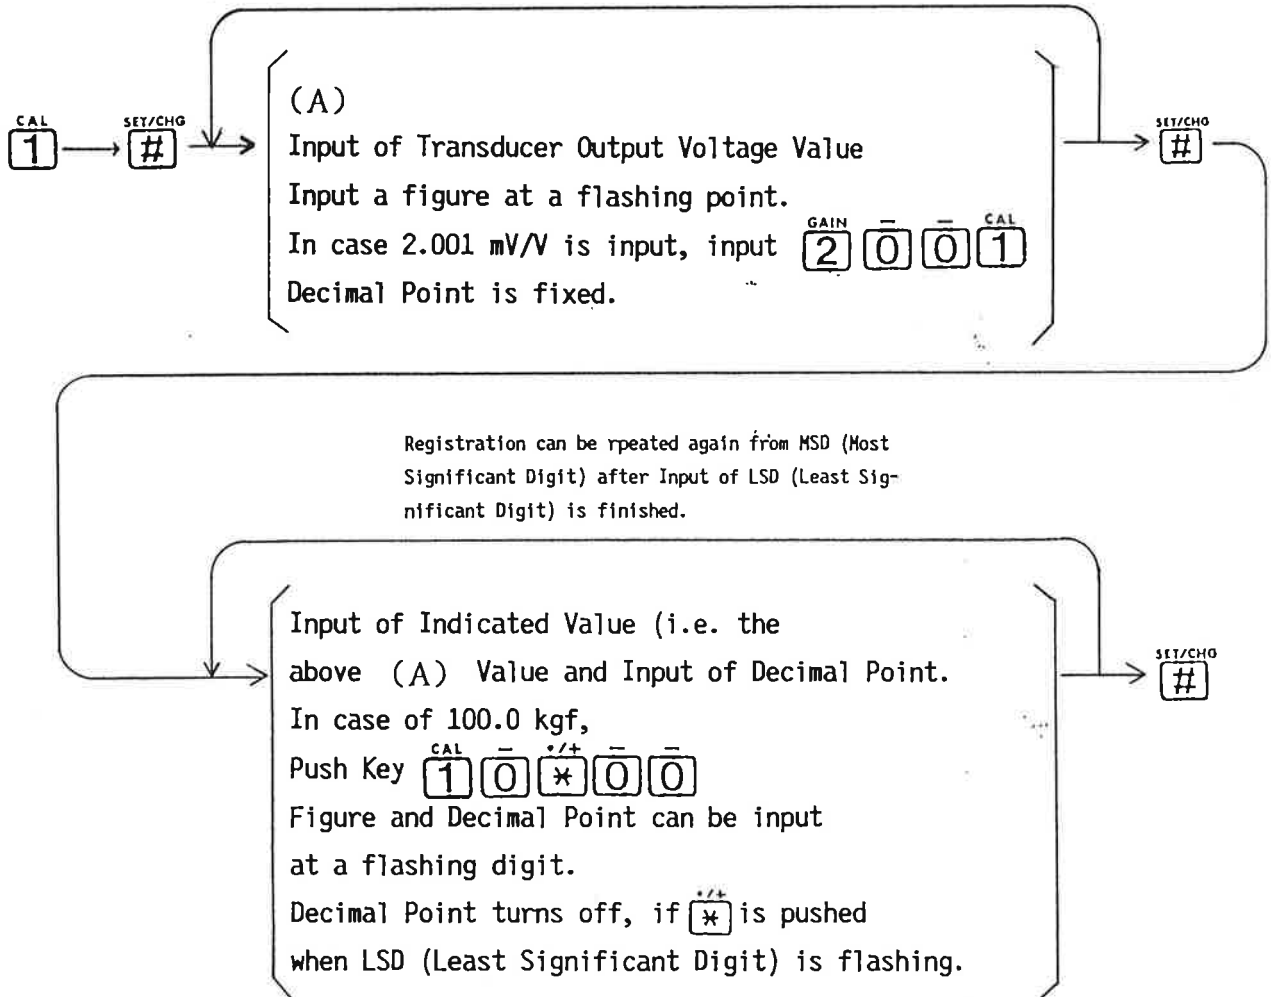 (A)
CAL SET/CHG SET/CHG
1 # Input of Transducer Output Voltage Value #
Input a figure at a flashing point.
GAIN – – CAL
In case 2.001 mV/V is input, input 2 0 0 1
Decimal Point is fixed.
Registration can be rpeated again from MSD (Most
Significant Digit) after Input of LSD (Least Sig-
nificant Digit) is finished.
Input of Indicated Value (i.e. the
SET/CHG
above (A) Value and Input of Decimal Point. #
In case of 100.0 kgf,
CAL – •/+ – –
Push Key 1 0 * 0 0
Figure and Decimal Point can be input
at a flashing digit.
•/+
Decimal Point turns off, if * is pushed
when LSD (Least Significant Digit) is flashing.